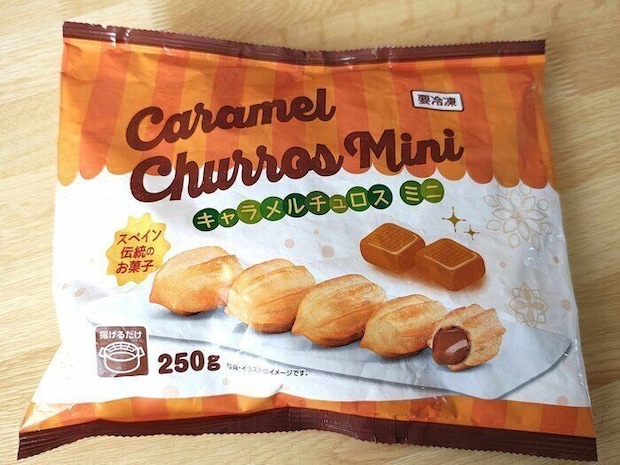 Caramel
要冷凍
Churros Mini
キャラメルチュロス ミニ
スペイン
伝統の
お菓子
揚げるだけ
250g
写真・イラストはイメージです。